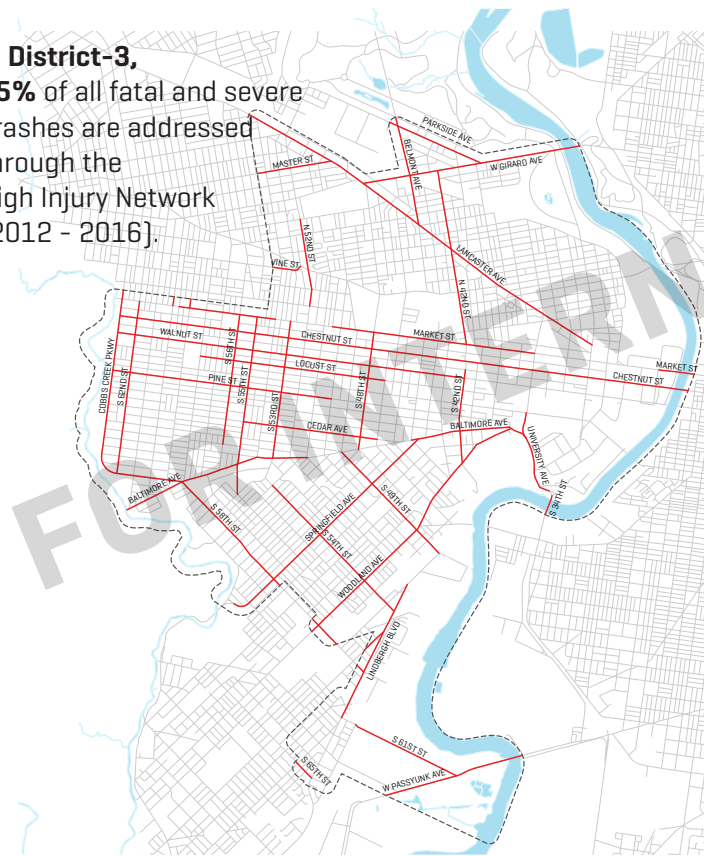 District-3,
5% of all fatal and severe
rashes are addressed
rough the
igh Injury Network
2012 - 2016).
PARKSIDE AVE
BELMONT AVE
W GIRARD AVE
MASTER ST
N 52ND ST
LANCASTER AVE
VINE ST
N 42ND ST
WALNUT ST
S 56TH ST
CHESTNUT ST
MARKET ST
COBBS CREEK PKWY
S 62ND ST
PINE ST
S 55TH ST
LOCUST ST
S 53RD ST
S 48TH ST
S 42ND ST
MARKET ST
CHESTNUT ST
CEDAR AVE
BALTIMORE AVE
UNIVERSITY AVE
S 34TH ST
BALTIMORE AVE
S 58TH ST
SPRINGFIELD AVE
S 54TH ST
S 49TH ST
WOODLAND AVE
LINDBERGH BLVD
S 61ST ST
S 65TH ST
W PASSYUNK AVE
FOR INTERN